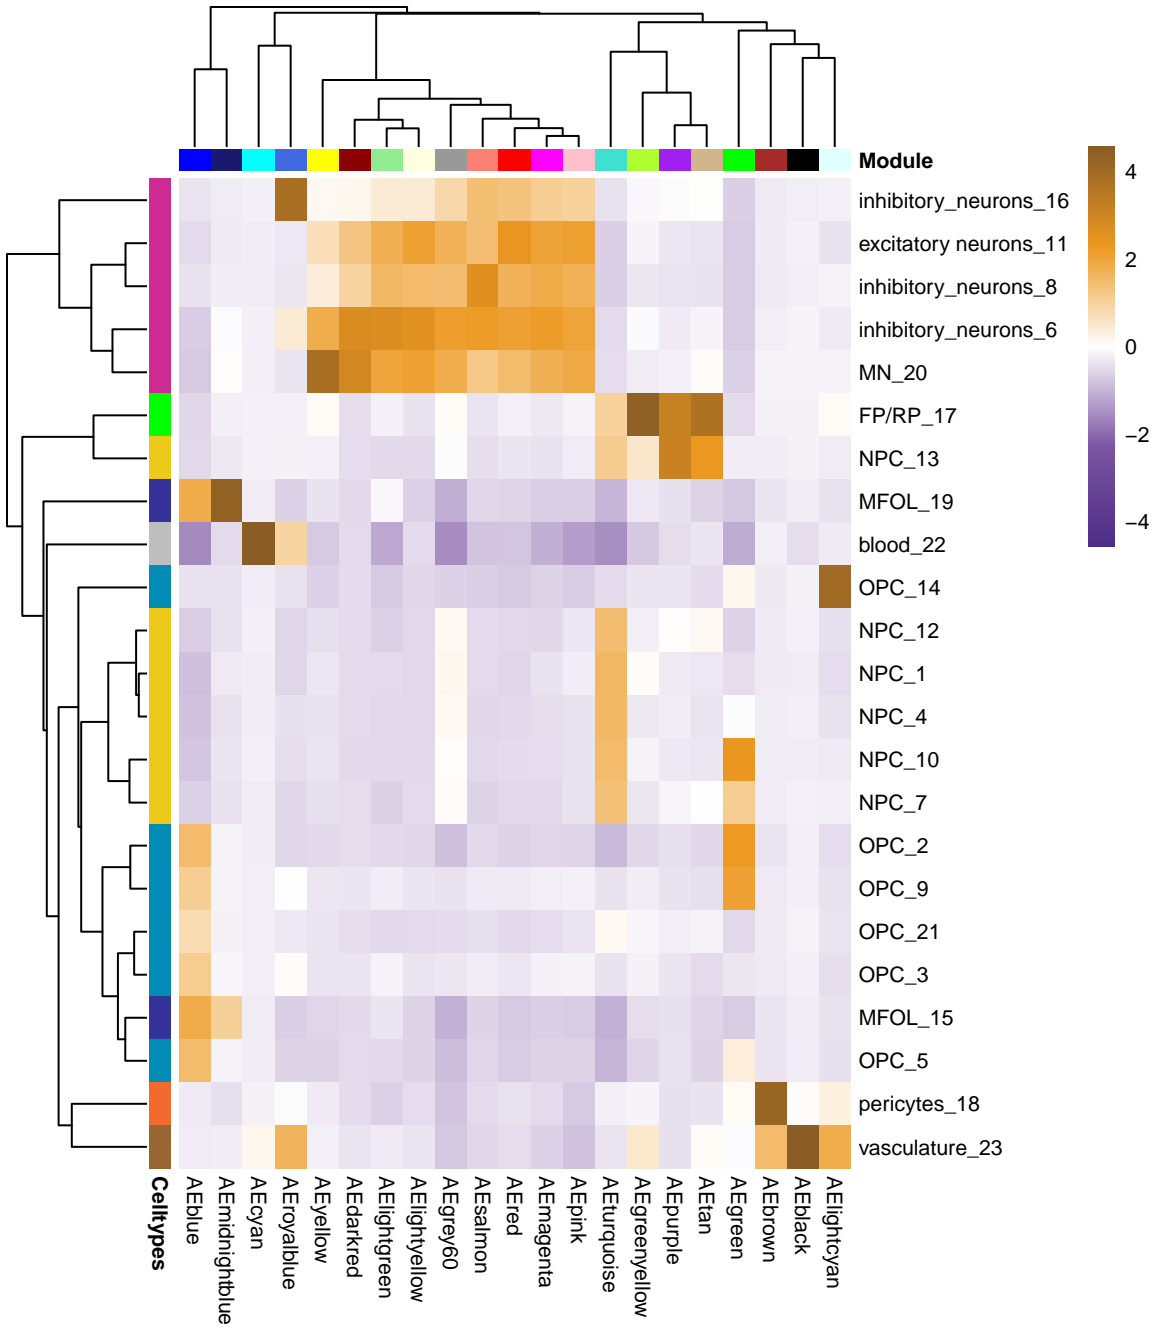 Module
inhibitory_neurons_16
excitatory neurons_11
inhibitory_neurons_8
inhibitory_neurons_6
MN_20
FP/RP_17
NPC_13
MFOL_19
blood_22
OPC_14
NPC_12
NPC_1
NPC_4
NPC_10
NPC_7
OPC_2
OPC_9
OPC_21
OPC_3
MFOL_15
OPC_5
pericytes_18
vasculature_23
4
2
0
−2
−4
Celltypes
AEblue
AEmidnightblue
AEcyan
AEroyalblue
AEyellow
AEdarkred
AElightgreen
AElightyellow
AEgrey60
AEsalmon
AEred
AEmagenta
AEpink
AEturquoise
AEgreenyellow
AEpurple
AEtan
AEgreen
AEbrown
AEblack
AElightcyan